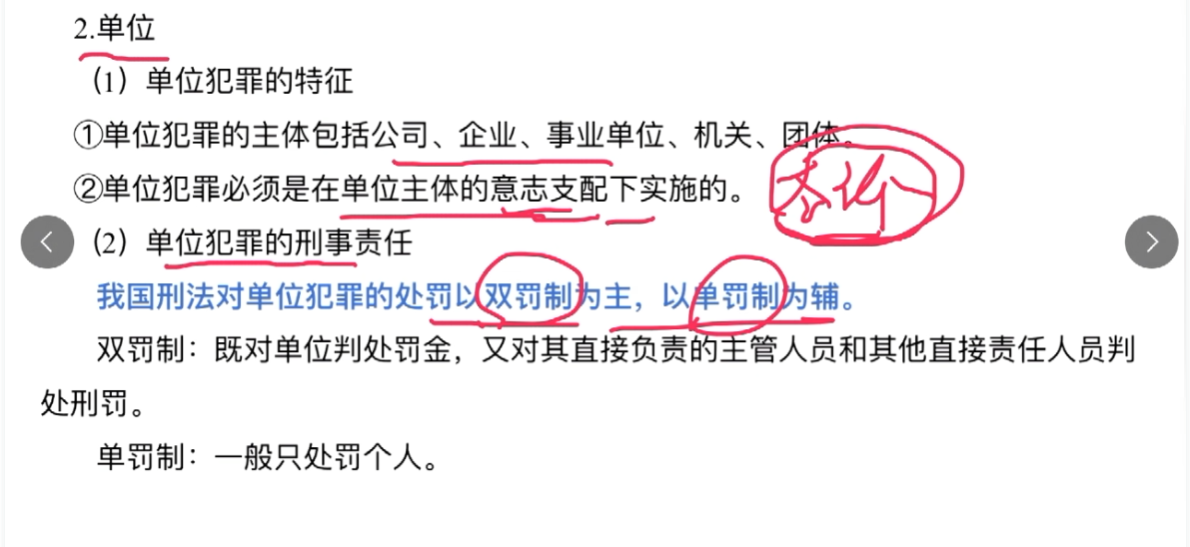 2.单位
（1）单位犯罪的特征
①单位犯罪的主体包括公司、企业、事业单位、机关、团体。
②单位犯罪必须是在单位主体的意志支配下实施的。
（2）单位犯罪的刑事责任
我国刑法对单位犯罪的处罚以双罚制为主，以单罚制为辅。
双罚制：既对单位判处罚金，又对其直接负责的主管人员和其他直接责任人员判
处刑罚。
单罚制：一般只处罚个人。